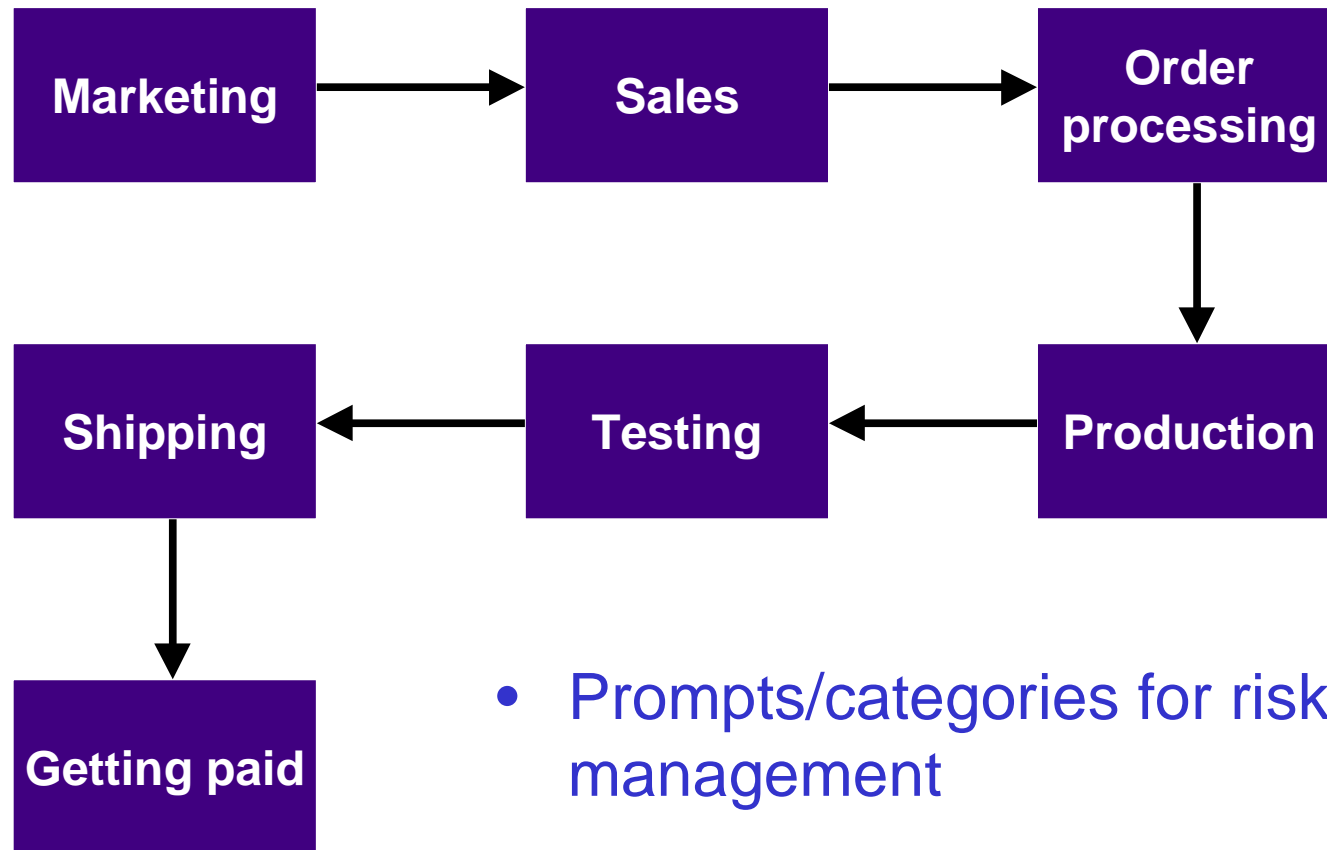 Marketing
Sales
Order
processing
Shipping
Testing
Production
Getting paid
• Prompts/categories for risk
management